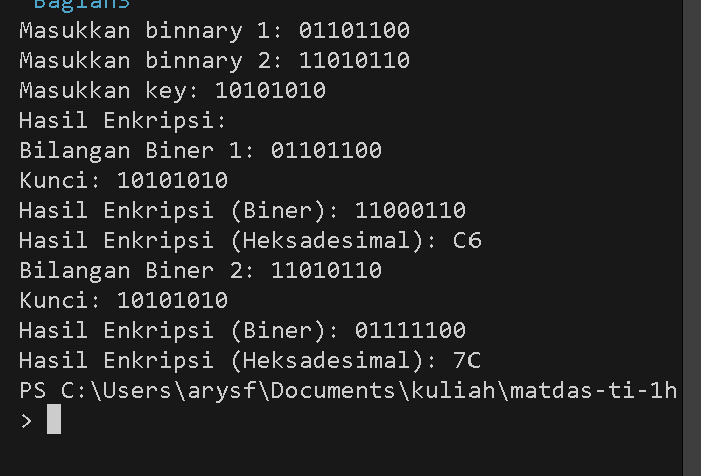 Bagian3
Masukkan binnary 1: 01101100
Masukkan binnary 2: 11010110
Masukkan key: 10101010
Hasil Enkripsi:
Bilangan Biner 1: 01101100
Kunci: 10101010
Hasil Enkripsi (Biner): 11000110
Hasil Enkripsi (Heksadesimal): C6
Bilangan Biner 2: 11010110
Kunci: 10101010
Hasil Enkripsi (Biner): 01111100
Hasil Enkripsi (Heksadesimal): 7C
PS C:\Users\arysf\Documents\kuliah\matdas-ti-1h
>